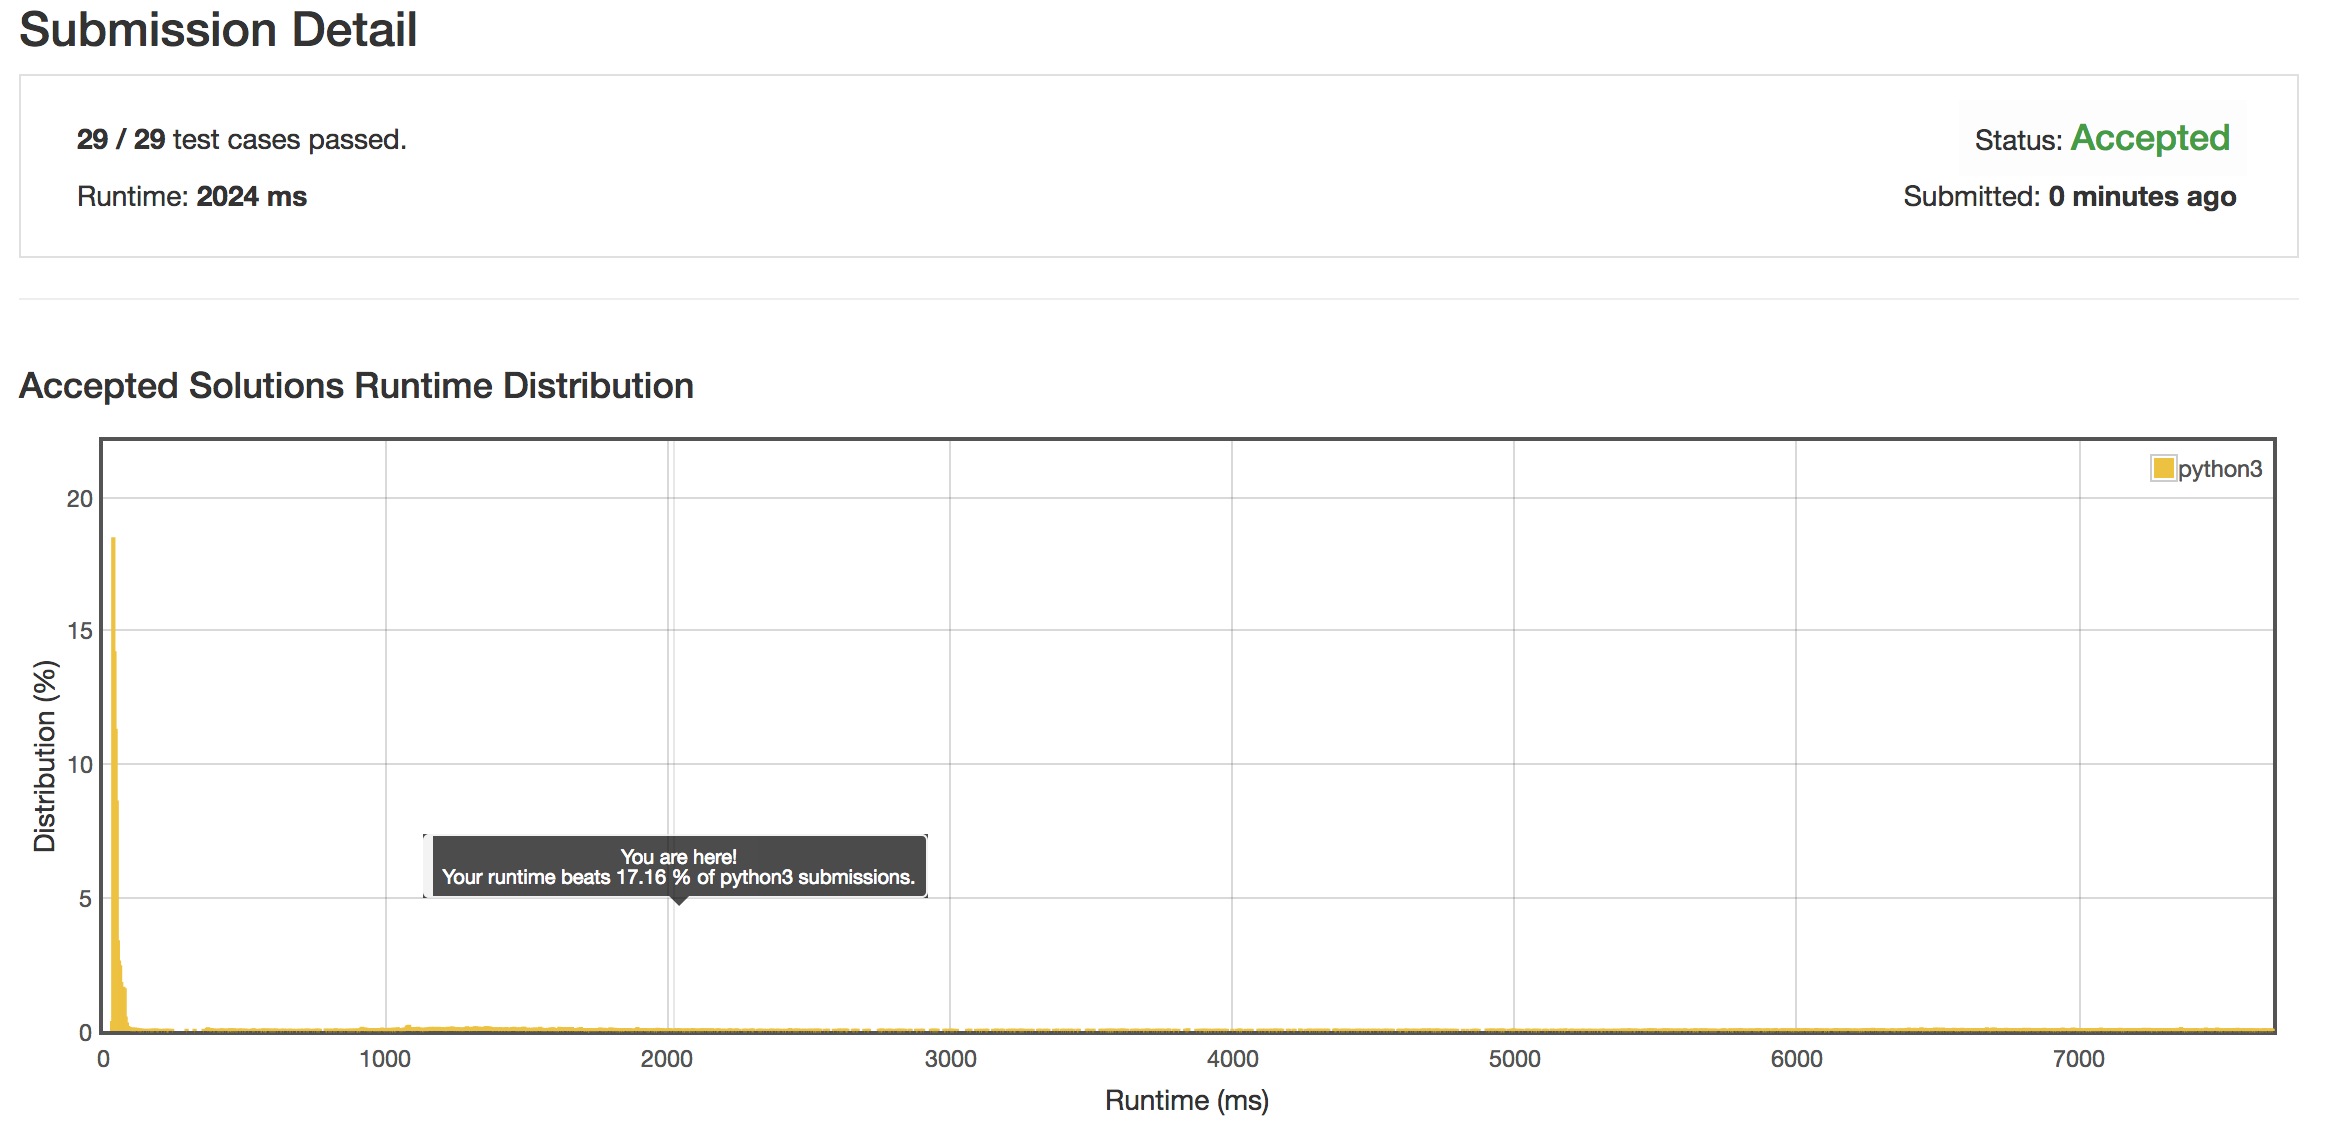 Submission Detail
29 / 29 test cases passed.
Status: Accepted
Runtime: 2024 ms
Submitted: 0 minutes ago
Accepted Solutions Runtime Distribution
python3
20
15
10
5
0
Distribution (%)
You are here!
Your runtime beats 17.16 % of python3 submissions.
0 1000 2000 3000 4000 5000 6000 7000
Runtime (ms)